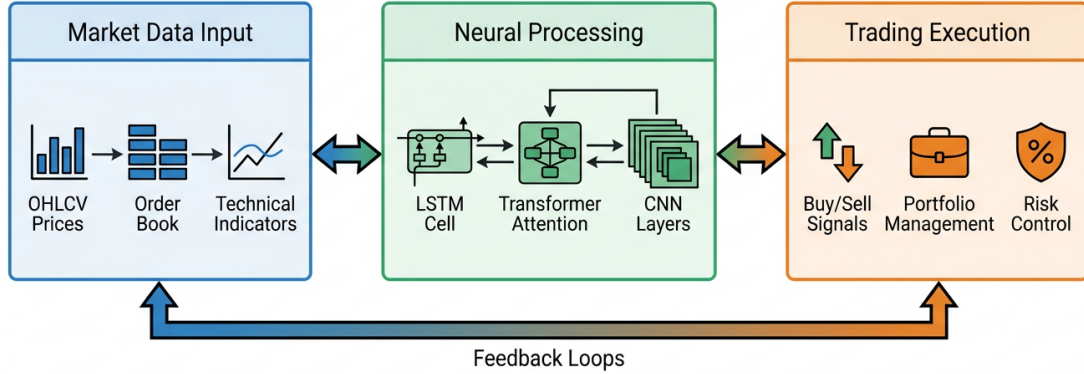 Market Data Input
OHLCV
Prices
Order
Book
Technical
Indicators
Neural Processing
LSTM
Cell
Transformer
Attention
CNN
Layers
Trading Execution
Buy/Sell
Signals
Portfolio
Management
%
Risk
Control
Feedback Loops